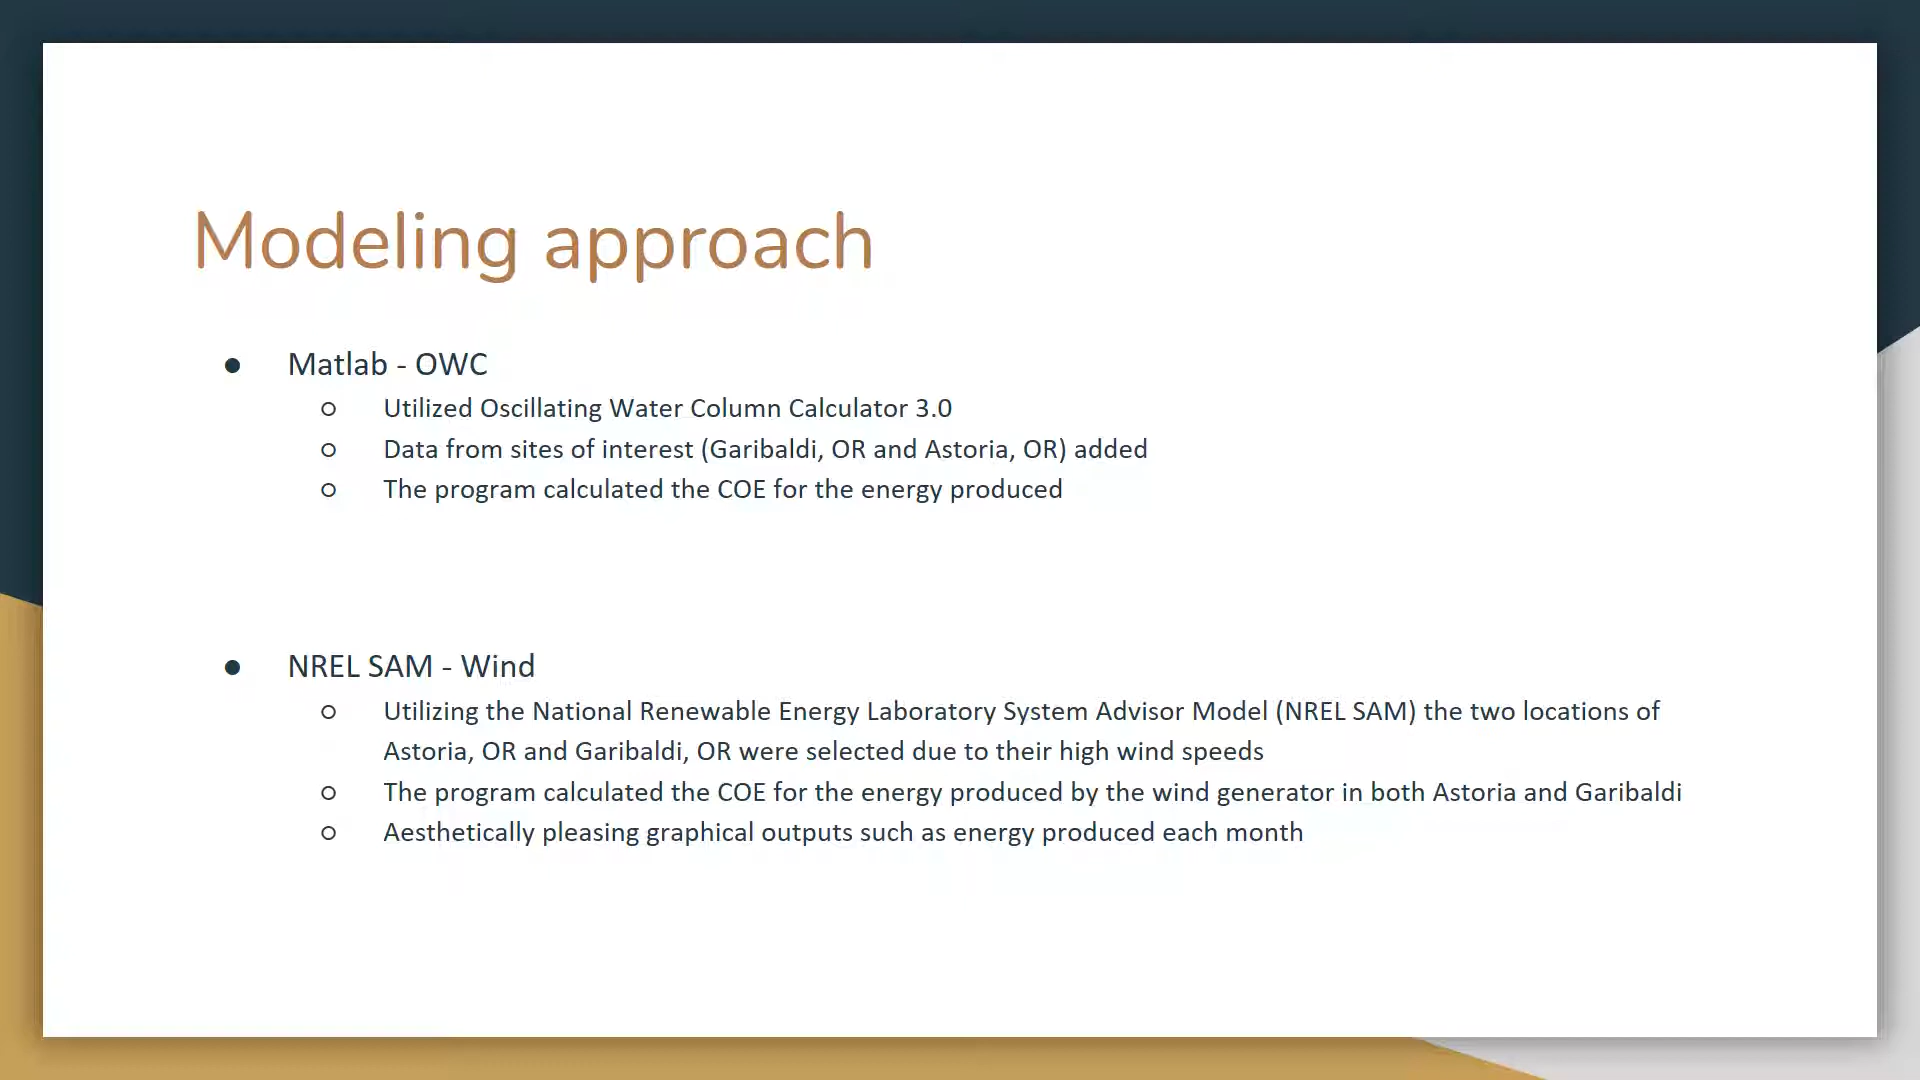 Modeling approach
● Matlab - OWC
○ Utilized Oscillating Water Column Calculator 3.0
○ Data from sites of interest (Garibaldi, OR and Astoria, OR) added
○ The program calculated the COE for the energy produced
● NREL SAM - Wind
○ Utilizing the National Renewable Energy Laboratory System Advisor Model (NREL SAM) the two locations of
Astoria, OR and Garibaldi, OR were selected due to their high wind speeds
○ The program calculated the COE for the energy produced by the wind generator in both Astoria and Garibaldi
○ Aesthetically pleasing graphical outputs such as energy produced each month